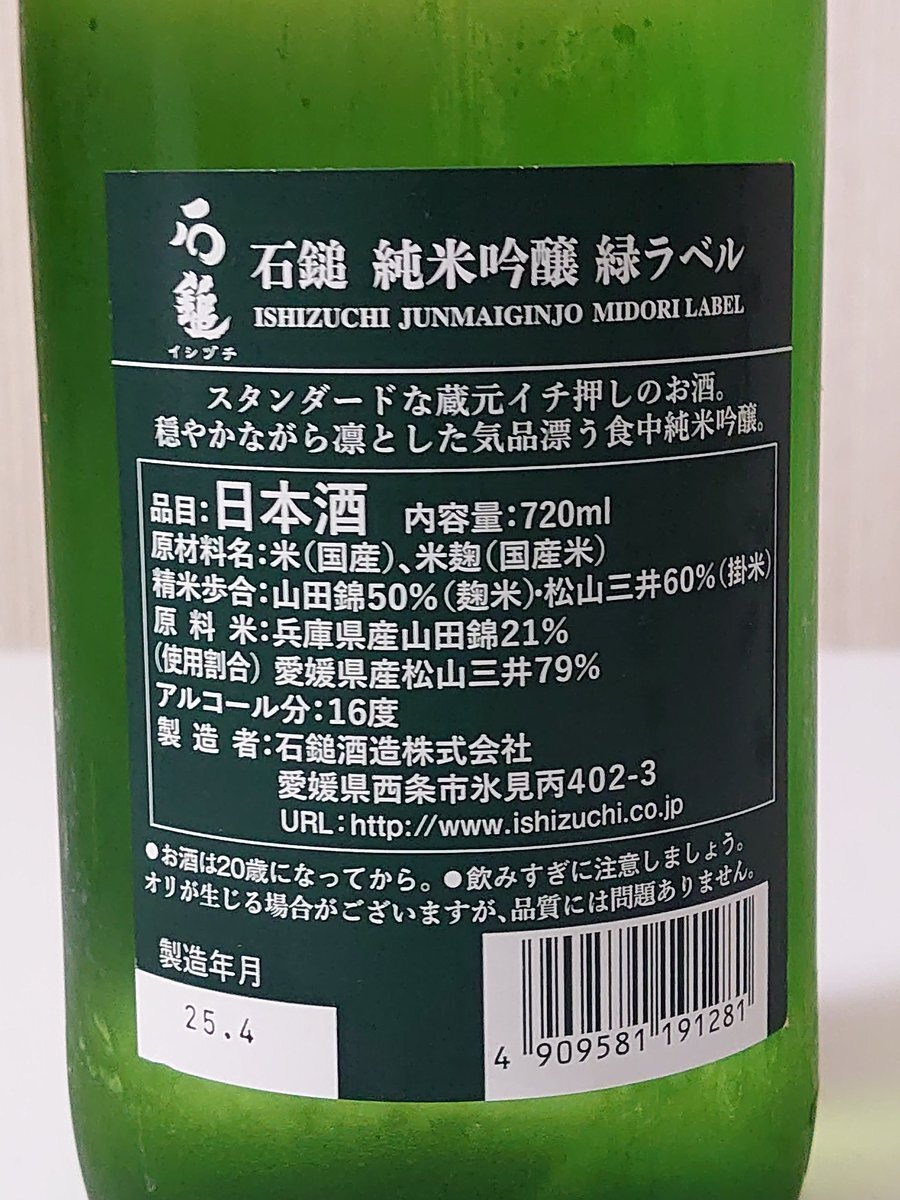 石鎚
イシヅチ
石鎚 純米吟醸 緑ラベル
ISHIZUCHI JUNMAIGINJO MIDORI LABEL
スタンダードな蔵元イチ押しのお酒。
穏やかながら凛とした気品漂う食中純米吟醸。
品目:日本酒 内容量:720ml
原材料名:米(国産)、米麹(国産米)
精米歩合:山田錦50%(麹米)・松山三井60%(掛米)
原料米:兵庫県産山田錦21%
(使用割合) 愛媛県産松山三井79%
アルコール分:16度
製造者:石鎚酒造株式会社
愛媛県西条市氷見丙402-3
URL:http://www.ishizuchi.co.jp
●お酒は20歳になってから。●飲みすぎに注意しましょう。
オリが生じる場合がございますが、品質には問題ありません。
製造年月
25.4
4 909581 191281